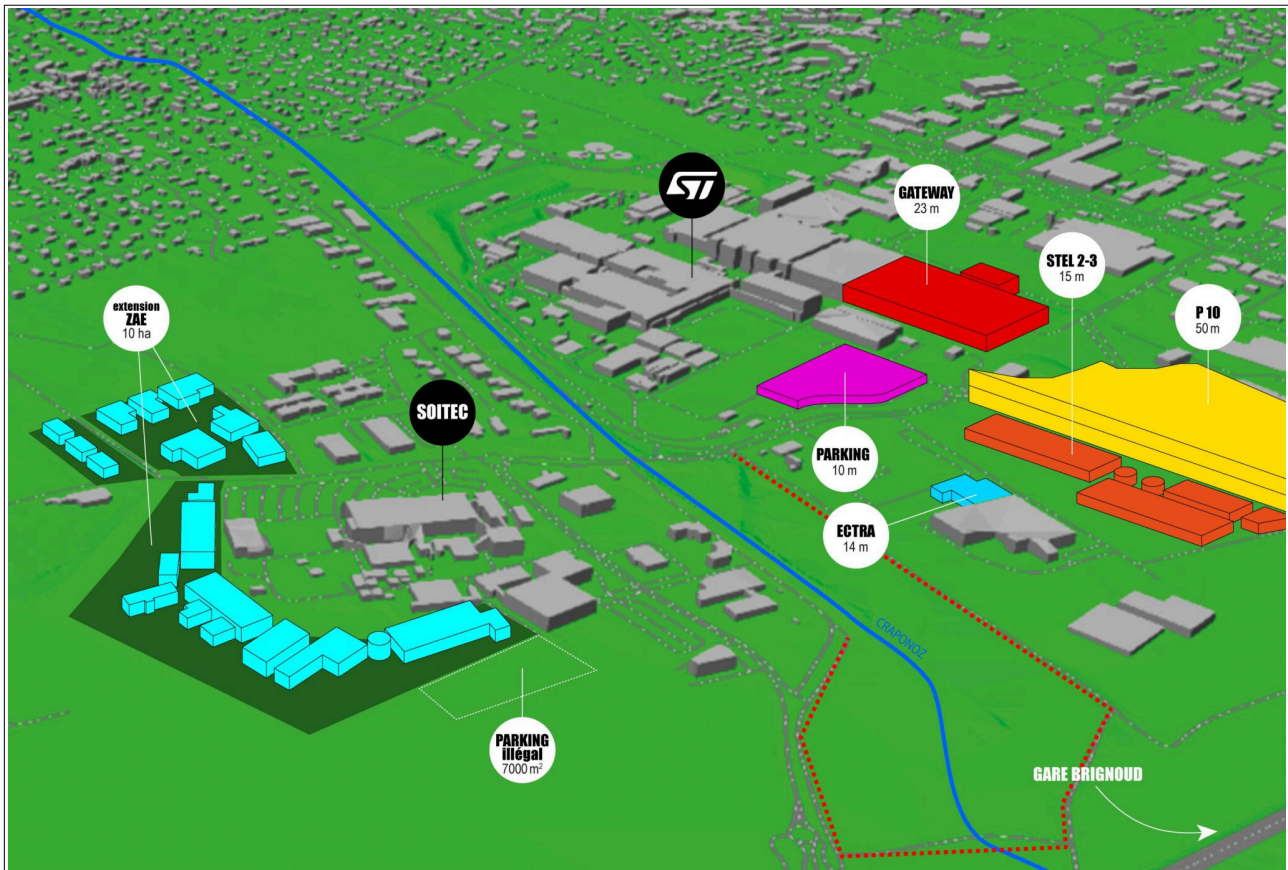 ST
GATEWAY
23 m
STEL 2-3
15 m
P 10
50 m
extension
ZAE
10 ha
SOITEC
PARKING
10 m
ECTRA
14 m
CRAPONOZ
PARKING
illégal
7000 m²
GARE BRIGNOUD